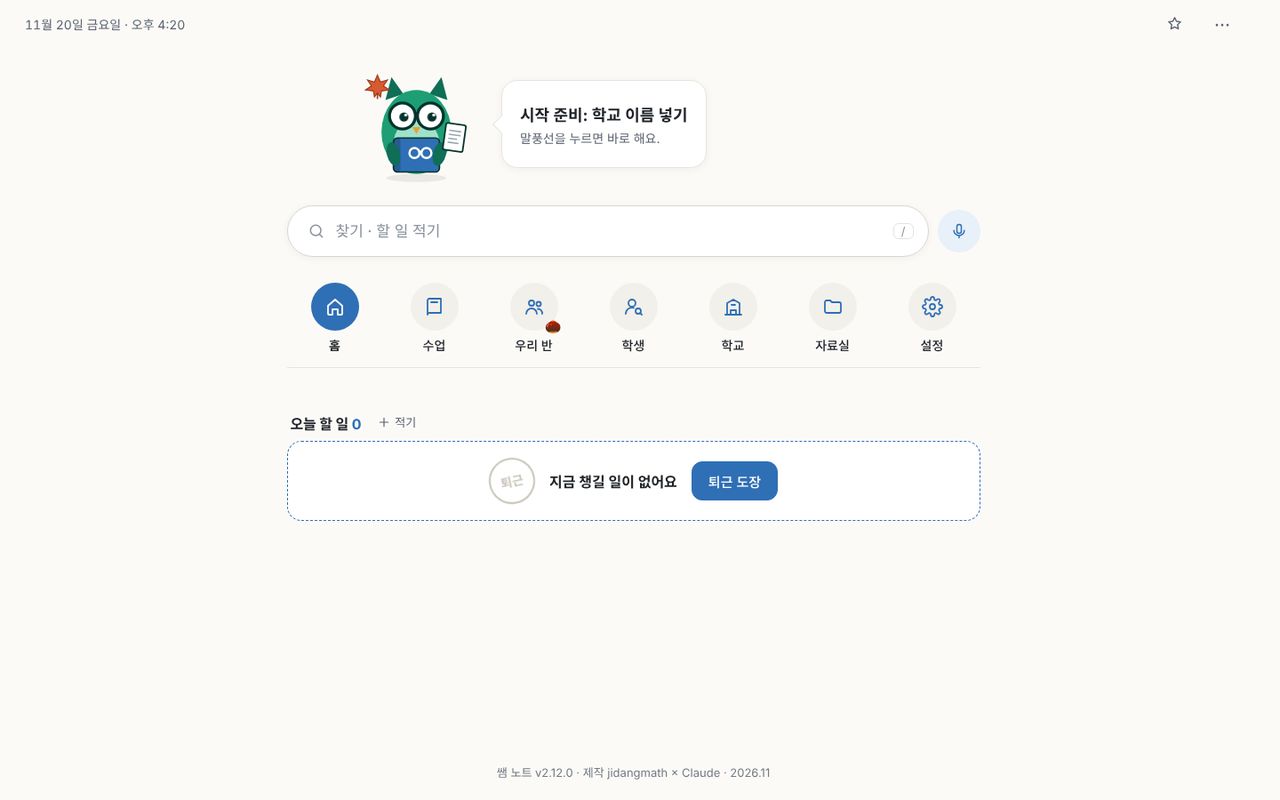 11월 20일 금요일 · 오후 4:20
시작 준비: 학교 이름 넣기
말풍선을 누르면 바로 해요.
찾기 · 할 일 적기
/
홈
수업
우리 반
학생
학교
자료실
설정
오늘 할 일 0
+ 적기
퇴근
지금 챙길 일이 없어요
퇴근 도장
쌤 노트 v2.12.0 · 제작 jidangmath × Claude · 2026.11